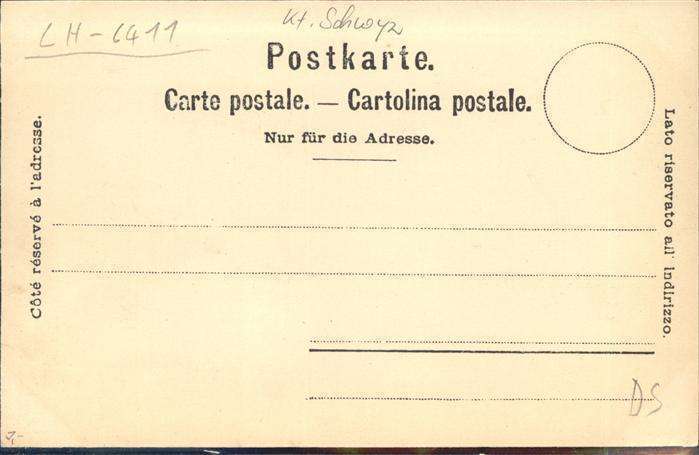 LH-6411
Kt. Schwyz
Postkarte.
Carte postale. — Cartolina postale.
Nur für die Adresse.
Côté réservé à l'adresse.
Lato riservato all' indirizzo.
DS